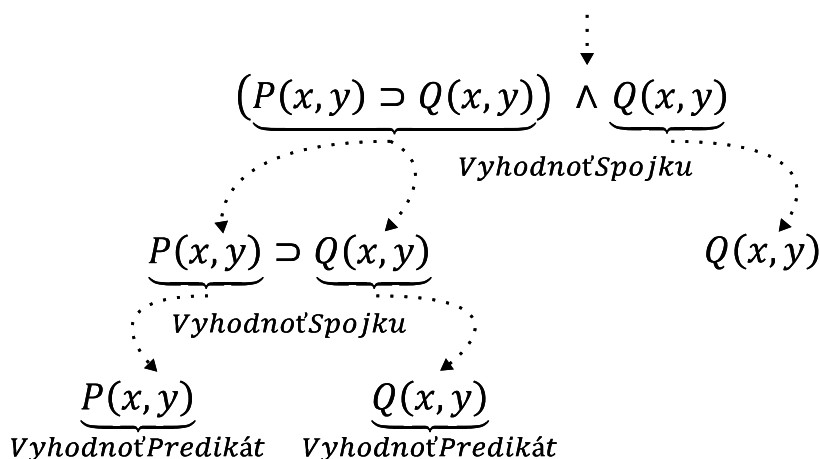 (P(x, y) ⊃ Q(x, y)) ∧ Q(x, y)
VyhodnoťSpojku
P(x, y) ⊃ Q(x, y) Q(x, y)
VyhodnoťSpojku
P(x, y) Q(x, y)
VyhodnoťPredikát VyhodnoťPredikát